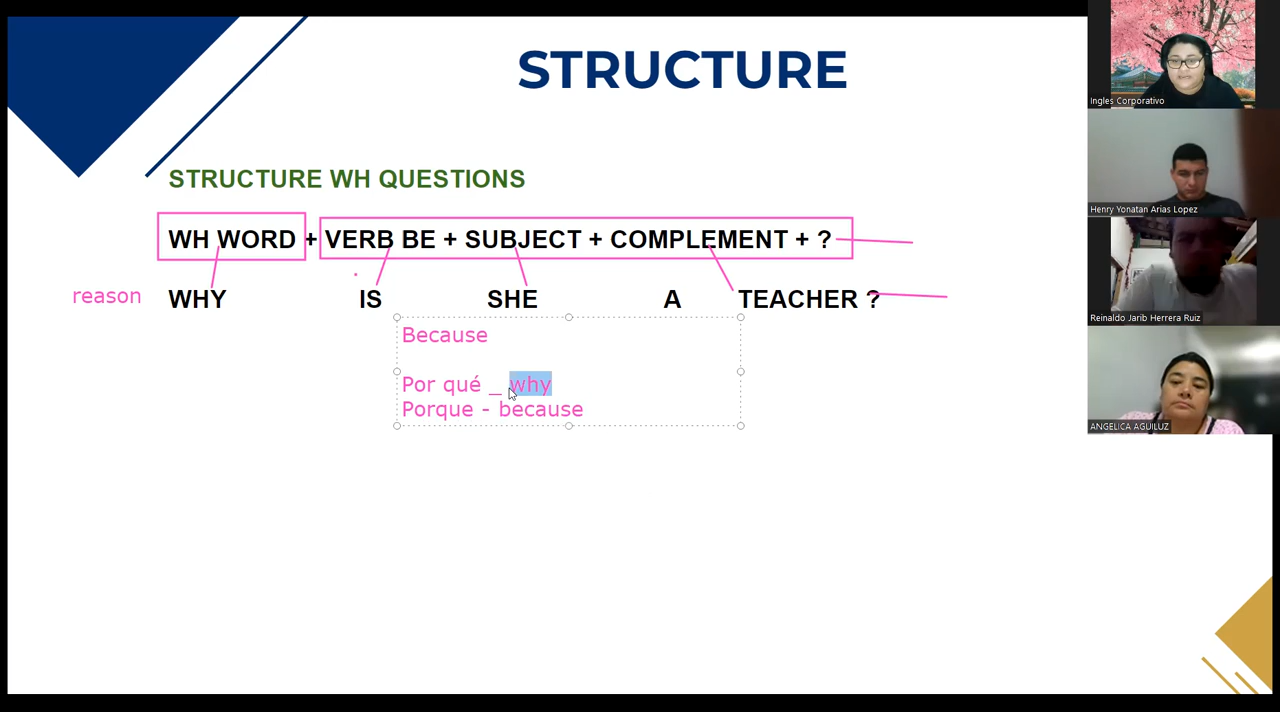 STRUCTURE
STRUCTURE WH QUESTIONS
WH WORD + VERB BE + SUBJECT + COMPLEMENT + ?
reason WHY IS SHE A TEACHER ?
Because
Por qué _ why
Porque - because
Ingles Corporativo
Henry Yonatan Arias Lopez
Reinaldo Jarib Herrera Ruiz
ANGELICA AGUILUZ